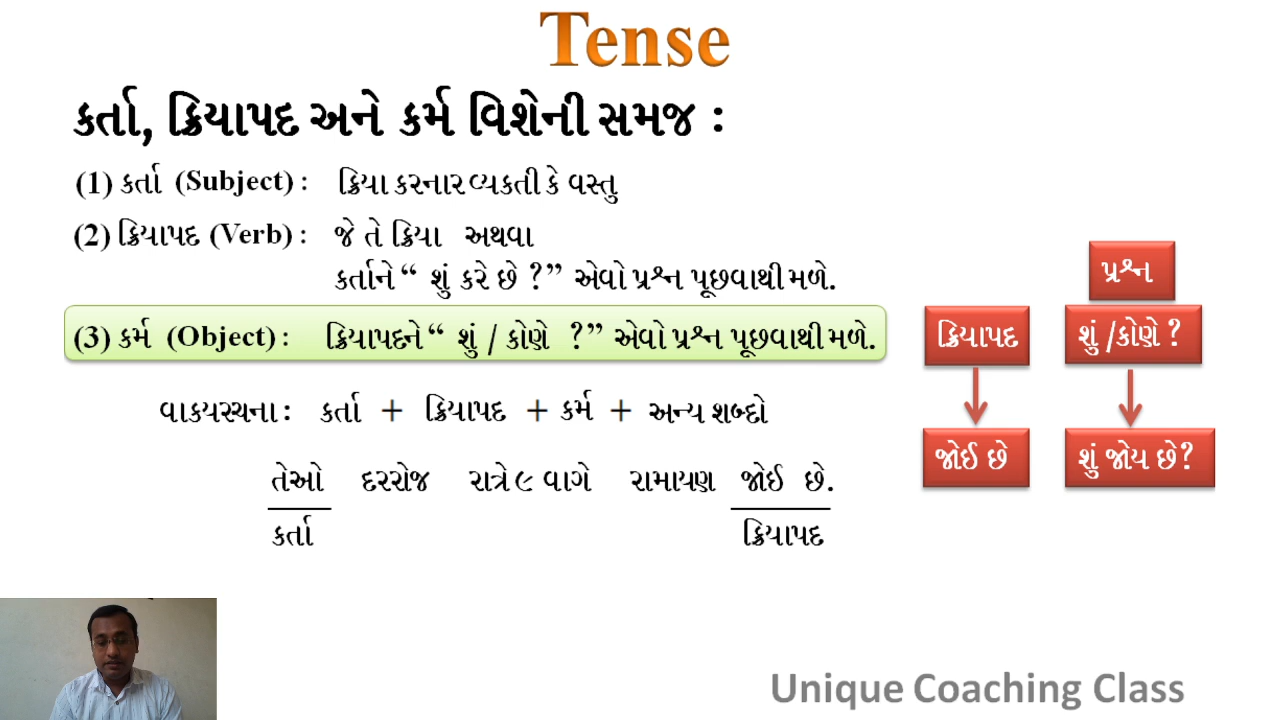 Tense
કર્તા, ક્રિયાપદ અને કર્મ વિશેની સમજ :
(1) કર્તા (Subject) : ક્રિયા કરનાર વ્યકતી કે વસ્તુ
(2) ક્રિયાપદ (Verb) : જે તે ક્રિયા અથવા
કર્તાને “ શું કરે છે ?” એવો પ્રશ્ન પૂછવાથી મળે.
(3) કર્મ (Object) : ક્રિયાપદને “ શું / કોણે ?” એવો પ્રશ્ન પૂછવાથી મળે.
પ્રશ્ન
ક્રિયાપદ શું /કોણે ?
જોઈ છે શું જોય છે?
વાકયરચના : કર્તા + ક્રિયાપદ + કર્મ + અન્ય શબ્દો
તેઓ દરરોજ રાત્રે ૯ વાગે રામાયણ જોઈ છે.
કર્તા ક્રિયાપદ
Unique Coaching Class